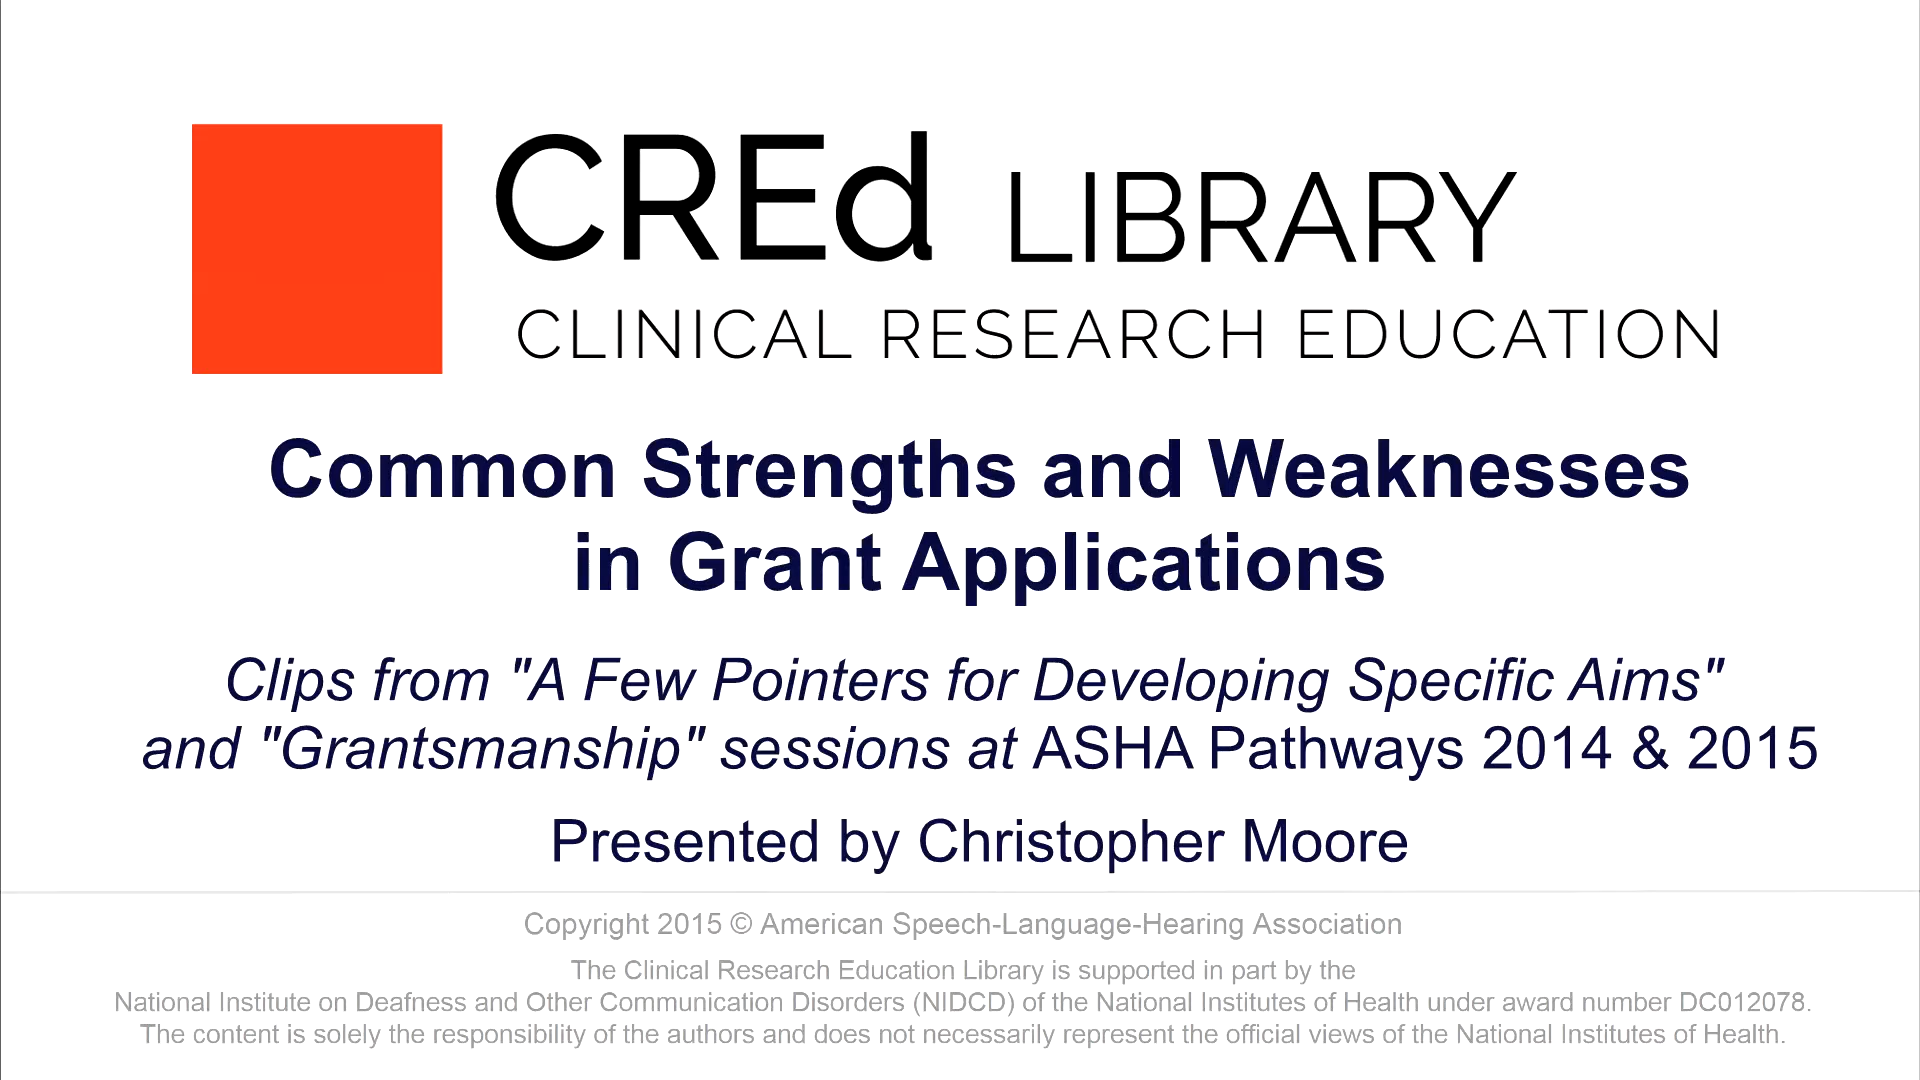 CREd LIBRARY
CLINICAL RESEARCH EDUCATION
Common Strengths and Weaknesses
in Grant Applications
Clips from "A Few Pointers for Developing Specific Aims"
and "Grantsmanship" sessions at ASHA Pathways 2014 & 2015
Presented by Christopher Moore
Copyright 2015 © American Speech-Language-Hearing Association
The Clinical Research Education Library is supported in part by the
National Institute on Deafness and Other Communication Disorders (NIDCD) of the National Institutes of Health under award number DC012078.
The content is solely the responsibility of the authors and does not necessarily represent the official views of the National Institutes of Health.